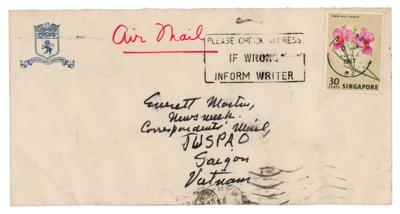 Air Mail
PLEASE CHECK ADDRESS
IF WRONG
INFORM WRITER
30
CENTS
SINGAPORE
1967
Everett Martin,
Newsweek.
Correspondents' Mail,
JUSPAO
Saigon
Vietnam